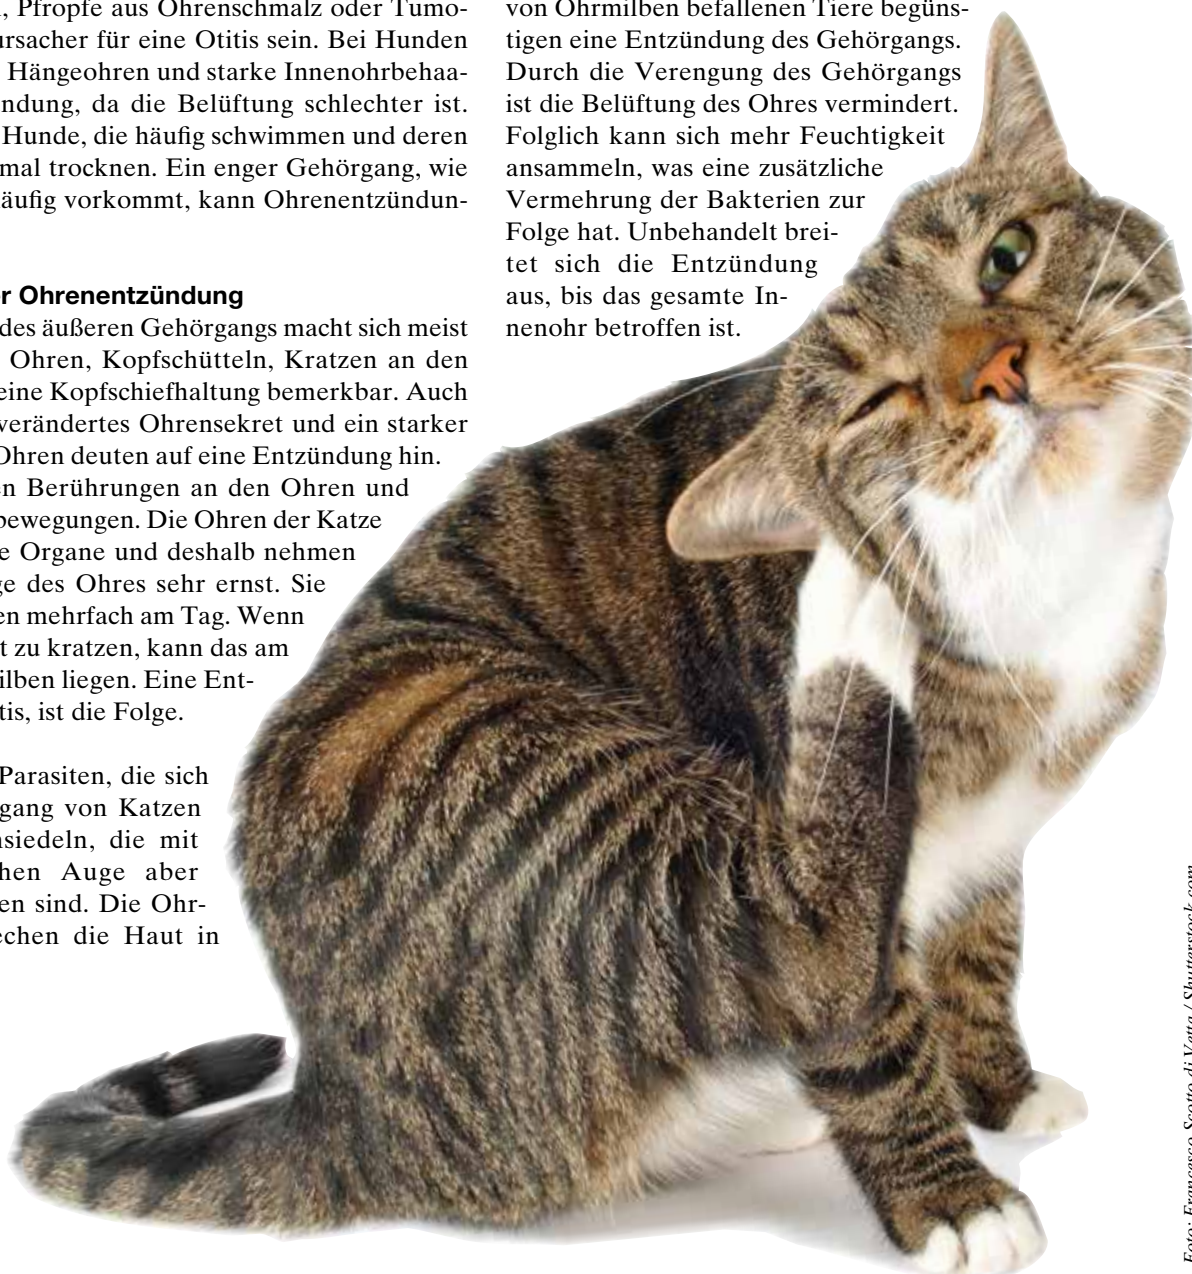 , Pfropfe aus Ohrenschmalz oder Tumo-
ursacher für eine Otitis sein. Bei Hunden
Hängeohren und starke Innenohrbehaa-
ndung, da die Belüftung schlechter ist.
Hunde, die häufig schwimmen und deren
mal trocknen. Ein enger Gehörgang, wie
äufig vorkommt, kann Ohrenentzündun-
r Ohrenentzündung
des äußeren Gehörgangs macht sich meist
Ohren, Kopfschütteln, Kratzen an den
eine Kopfschiefhaltung bemerkbar. Auch
verändertes Ohrensekret und ein starker
Ohren deuten auf eine Entzündung hin.
en Berührungen an den Ohren und
bewegungen. Die Ohren der Katze
e Organe und deshalb nehmen
ge des Ohres sehr ernst. Sie
en mehrfach am Tag. Wenn
t zu kratzen, kann das am
ilben liegen. Eine Ent-
tis, ist die Folge.
Parasiten, die sich
gang von Katzen
nsiedeln, die mit
hen Auge aber
en sind. Die Ohr-
echen die Haut in
von Ohrmilben befallenen Tiere begüns-
tigen eine Entzündung des Gehörgangs.
Durch die Verengung des Gehörgangs
ist die Belüftung des Ohres vermindert.
Folglich kann sich mehr Feuchtigkeit
ansammeln, was eine zusätzliche
Vermehrung der Bakterien zur
Folge hat. Unbehandelt brei-
tet sich die Entzündung
aus, bis das gesamte In-
nenohr betroffen ist.
Foto: Francesco Scotto di Vetta / Shutterstock.com